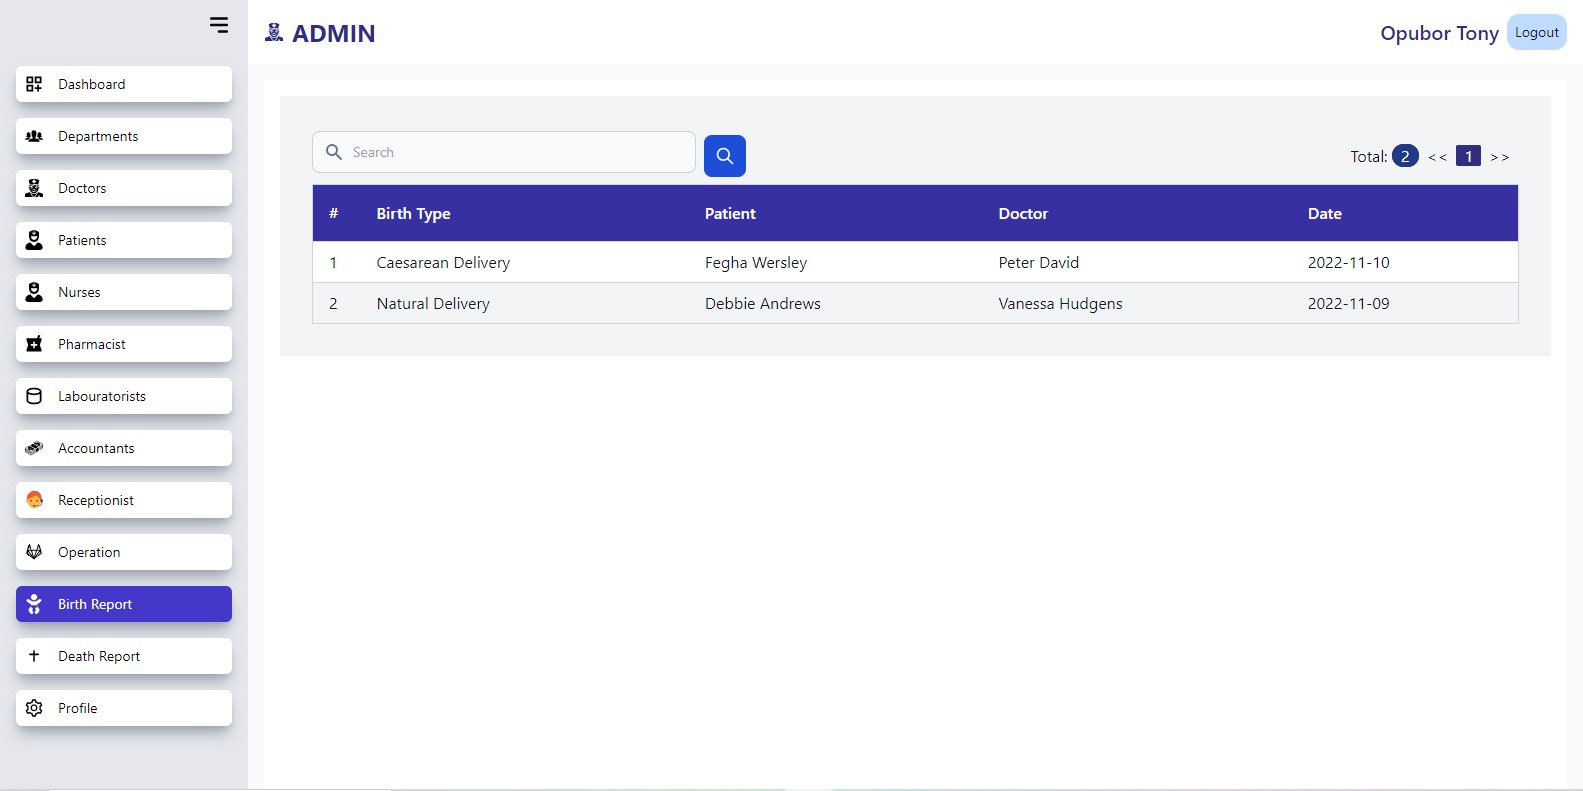 ADMIN
Opubor Tony
Logout
Dashboard
Departments
Doctors
Patients
Nurses
Pharmacist
Labouratorists
Accountants
Receptionist
Operation
Birth Report
Death Report
Profile
Search
Total: 2 << 1 >>
# Birth Type Patient Doctor Date
1 Caesarean Delivery Fegha Wersley Peter David 2022-11-10
2 Natural Delivery Debbie Andrews Vanessa Hudgens 2022-11-09